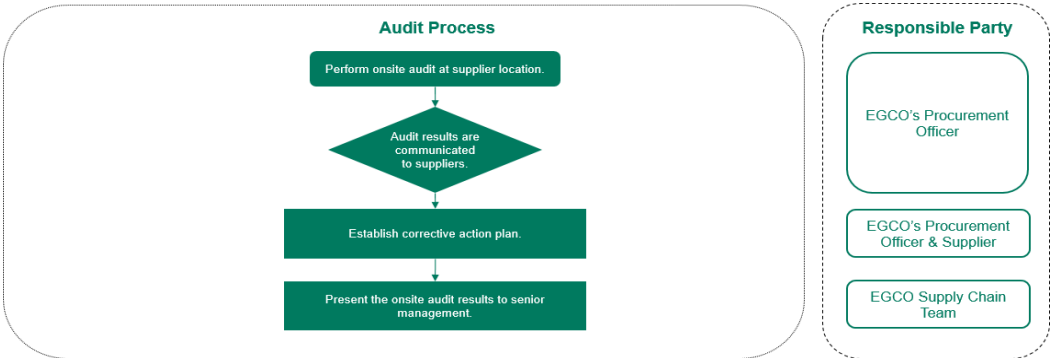 Audit Process
Perform onsite audit at supplier location.
Audit results are
communicated
to suppliers.
Establish corrective action plan.
Present the onsite audit results to senior
management.
Responsible Party
EGCO’s Procurement
Officer
EGCO’s Procurement
Officer & Supplier
EGCO Supply Chain
Team